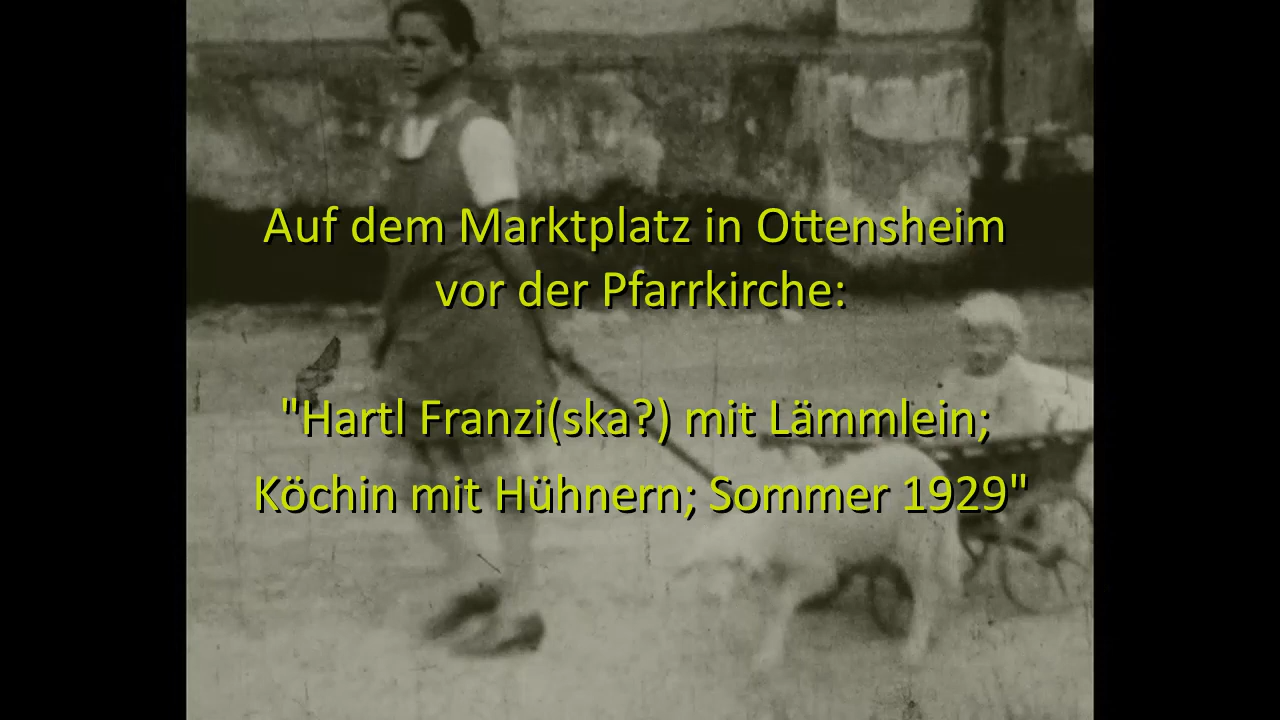 Auf dem Marktplatz in Ottensheim
vor der Pfarrkirche:
"Hartl Franzi(ska?) mit Lämmlein;
Köchin mit Hühnern; Sommer 1929"